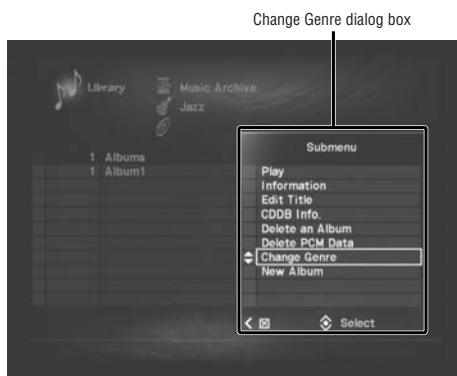 Change Genre dialog box
Library
Music Archive
Jazz
1 Albums
1 Album1
Submenu
Play
Information
Edit Title
CDDB Info.
Delete an Album
Delete PCM Data
Change Genre
New Album
Select